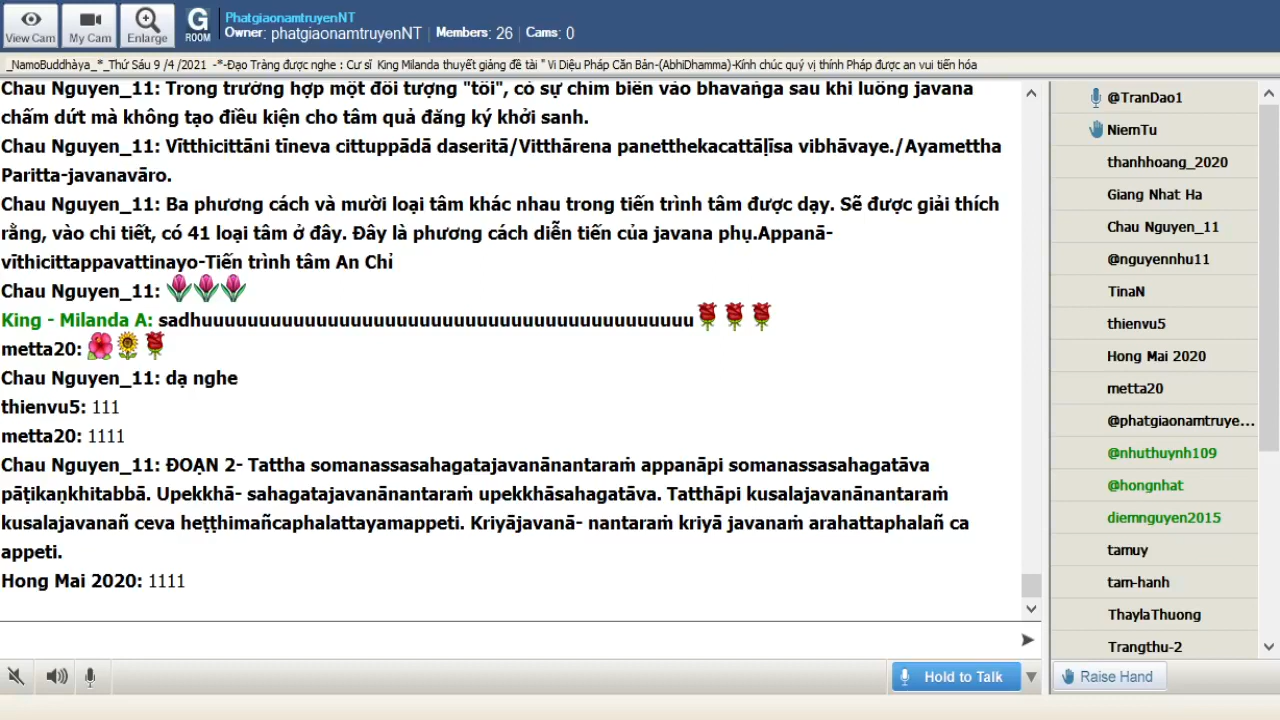 View Cam
My Cam
Enlarge
G
ROOM
PhatgiaonamtruyenNT
Owner: phatgiaonamtruyenNT | Members: 26 | Cams: 0
_NamoBuddhàya_*_Thứ Sáu 9 /4 /2021 -*-Đạo Tràng được nghe : Cư sĩ King Milanda thuyết giảng đề tài " Vi Diệu Pháp Căn Bản-(AbhiDhamma)-Kính chúc quý vị thính Pháp được an vui tiến hóa
Chau Nguyen_11: Trong trường hợp một đối tượng "tôi", có sự chìm biến vào bhavaṅga sau khi luồng javana
chấm dứt mà không tạo điều kiện cho tâm quả đăng ký khởi sanh.
Chau Nguyen_11: Vītthicittāni tīneva cittuppādā daseritā/Vitthārena panetthekacattāḷīsa vibhāvaye./Ayamettha
Paritta-javanavāro.
Chau Nguyen_11: Ba phương cách và mười loại tâm khác nhau trong tiến trình tâm được dạy. Sẽ được giải thích
rằng, vào chi tiết, có 41 loại tâm ở đây. Đây là phương cách diễn tiến của javana phụ.Appanā-
vīthicittappavattinayo-Tiến trình tâm An Chỉ
Chau Nguyen_11:
King - Milanda A: sadhuuuuuuuuuuuuuuuuuuuuuuuuuuuuuuuuuuuuuuuuuuu
metta20:
Chau Nguyen_11: dạ nghe
thienvu5: 111
metta20: 1111
Chau Nguyen_11: ĐOẠN 2- Tattha somanassasahagatajavanānantaraṁ appanāpi somanassasahagatāva
pāṭikaṇkhitabbā. Upekkhā- sahagatajavanānantaraṁ upekkhāsahagatāva. Tatthāpi kusalajavanānantaraṁ
kusalajavanañ ceva heṭṭhimañcaphalattayamappeti. Kriyājavanā- nantaraṁ kriyā javanaṁ arahattaphalañ ca
appeti.
Hong Mai 2020: 1111
@TranDao1
NiemTu
thanhhoang_2020
Giang Nhat Ha
Chau Nguyen_11
@nguyennhu11
TinaN
thienvu5
Hong Mai 2020
metta20
@phatgiaonamtruye...
@nhuthuynh109
@hongnhat
diemnguyen2015
tamuy
tam-hanh
ThaylaThuong
Trangthu-2
Hold to Talk
Raise Hand